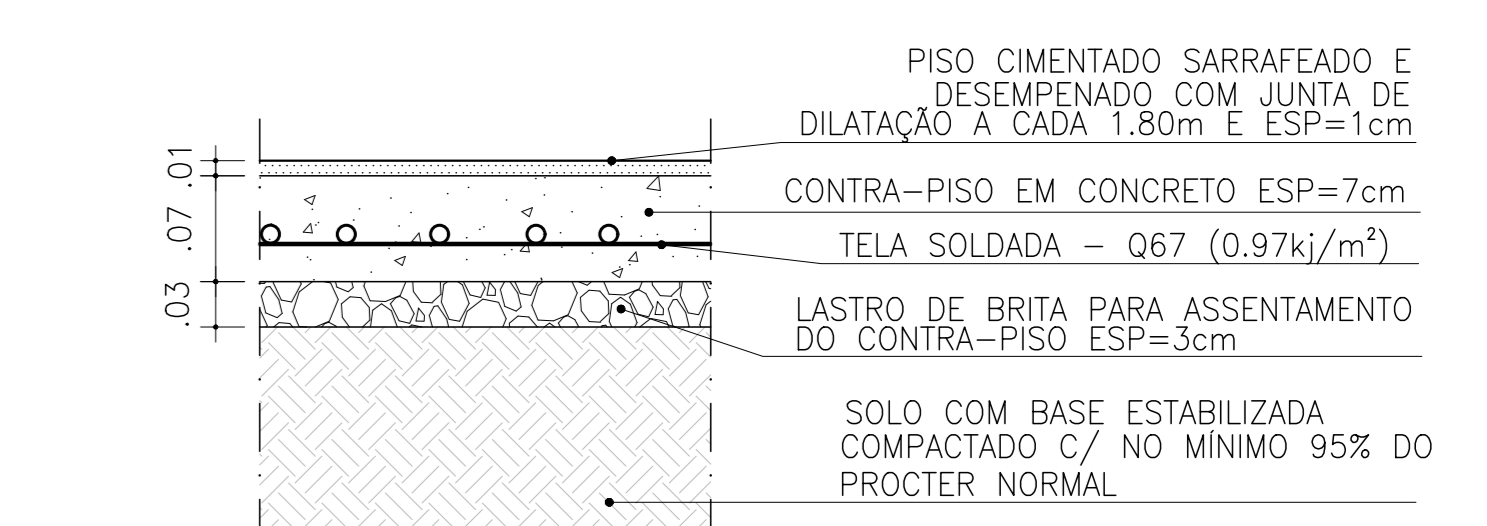 PISO CIMENTADO SARRAFEADO E
DESEMPENADO COM JUNTA DE
DILATAÇÃO A CADA 1.80m E ESP=1cm
CONTRA-PISO EM CONCRETO ESP=7cm
TELA SOLDADA - Q67 (0.97kj/m²)
LASTRO DE BRITA PARA ASSENTAMENTO
DO CONTRA-PISO ESP=3cm
SOLO COM BASE ESTABILIZADA
COMPACTADO C/ NO MÍNIMO 95% DO
PROCTER NORMAL
.01
.07
.03